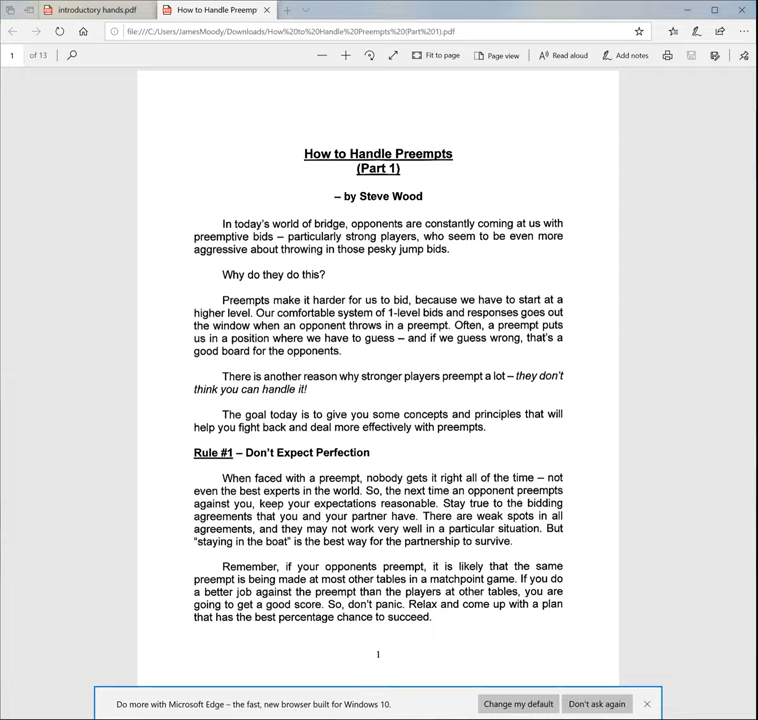 introductory hands.pdf
How to Handle Preemp
file:///C:/Users/JamesMoody/Downloads/How%20to%20Handle%20Preempts%20(Part%201).pdf
1 of 13
Fit to page
Page view
Read aloud
Add notes
How to Handle Preempts
(Part 1)
– by Steve Wood
In today's world of bridge, opponents are constantly coming at us with
preemptive bids – particularly strong players, who seem to be even more
aggressive about throwing in those pesky jump bids.
Why do they do this?
Preempts make it harder for us to bid, because we have to start at a
higher level. Our comfortable system of 1-level bids and responses goes out
the window when an opponent throws in a preempt. Often, a preempt puts
us in a position where we have to guess – and if we guess wrong, that's a
good board for the opponents.
There is another reason why stronger players preempt a lot – they don't
think you can handle it!
The goal today is to give you some concepts and principles that will
help you fight back and deal more effectively with preempts.
Rule #1 – Don't Expect Perfection
When faced with a preempt, nobody gets it right all of the time – not
even the best experts in the world. So, the next time an opponent preempts
against you, keep your expectations reasonable. Stay true to the bidding
agreements that you and your partner have. There are weak spots in all
agreements, and they may not work very well in a particular situation. But
"staying in the boat" is the best way for the partnership to survive.
Remember, if your opponents preempt, it is likely that the same
preempt is being made at most other tables in a matchpoint game. If you do
a better job against the preempt than the players at other tables, you are
going to get a good score. So, don't panic. Relax and come up with a plan
that has the best percentage chance to succeed.
1
Do more with Microsoft Edge – the fast, new browser built for Windows 10.
Change my default
Don't ask again